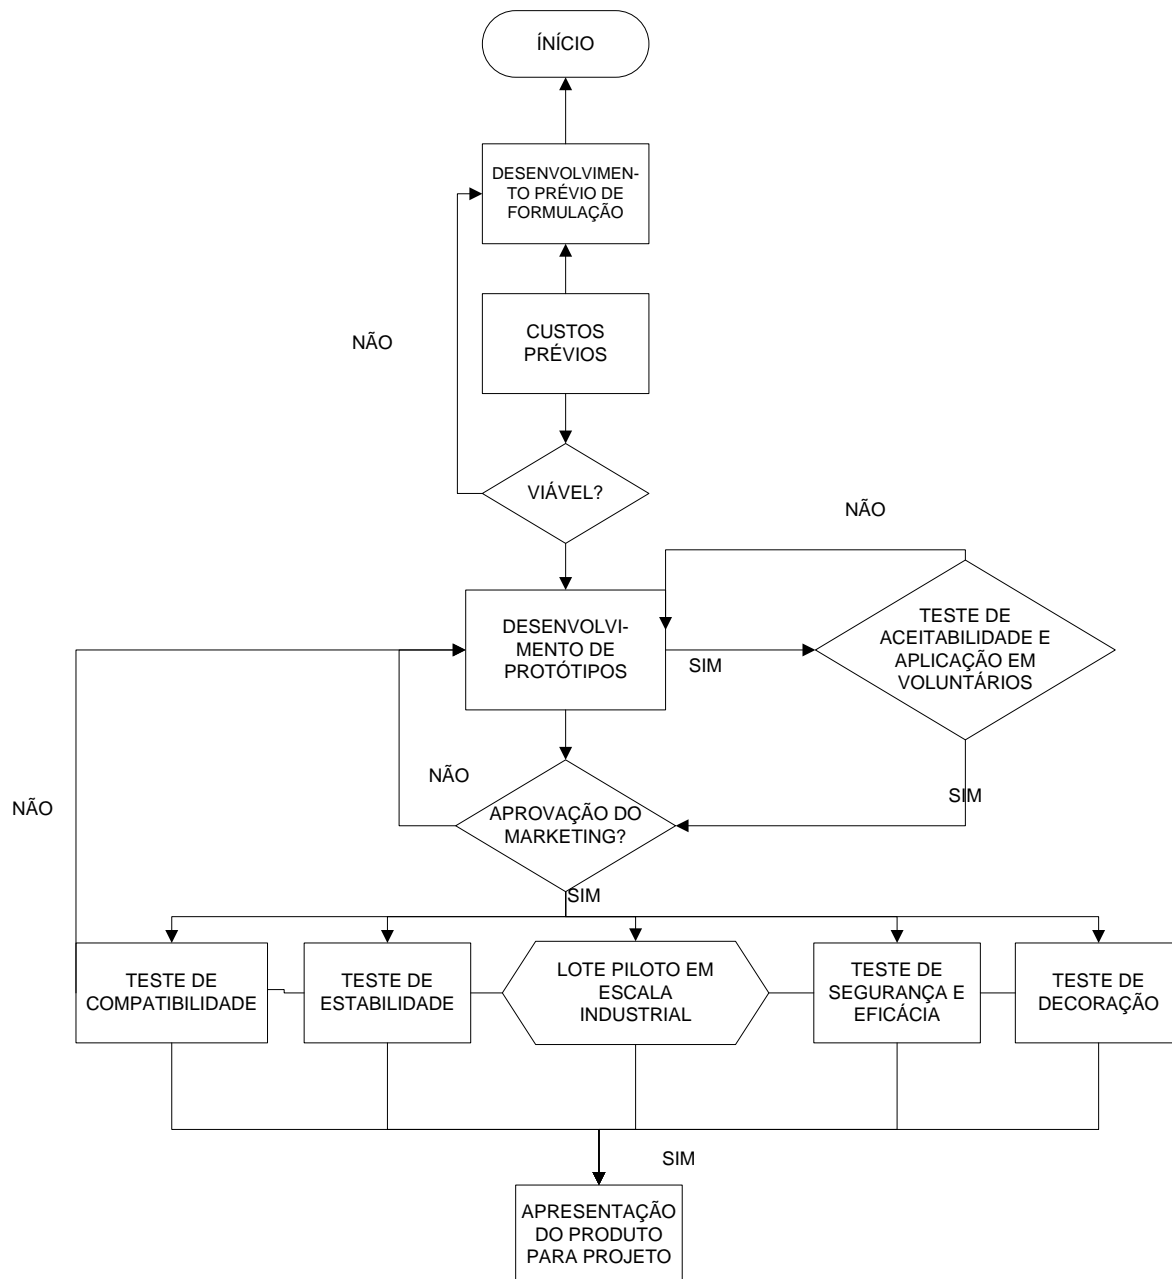 ÍNÍCIO
DESENVOLVIMEN-
TO PRÉVIO DE
FORMULAÇÃO
CUSTOS
PRÉVIOS
NÃO
VIÁVEL?
NÃO
DESENVOLVI-
MENTO DE
PROTÓTIPOS
SIM
TESTE DE
ACEITABILIDADE E
APLICAÇÃO EM
VOLUNTÁRIOS
NÃO
SIM
NÃO
APROVAÇÃO DO
MARKETING?
SIM
TESTE DE
COMPATIBILIDADE
TESTE DE
ESTABILIDADE
LOTE PILOTO EM
ESCALA
INDUSTRIAL
TESTE DE
SEGURANÇA E
EFICÁCIA
TESTE DE
DECORAÇÃO
SIM
APRESENTAÇÃO
DO PRODUTO
PARA PROJETO